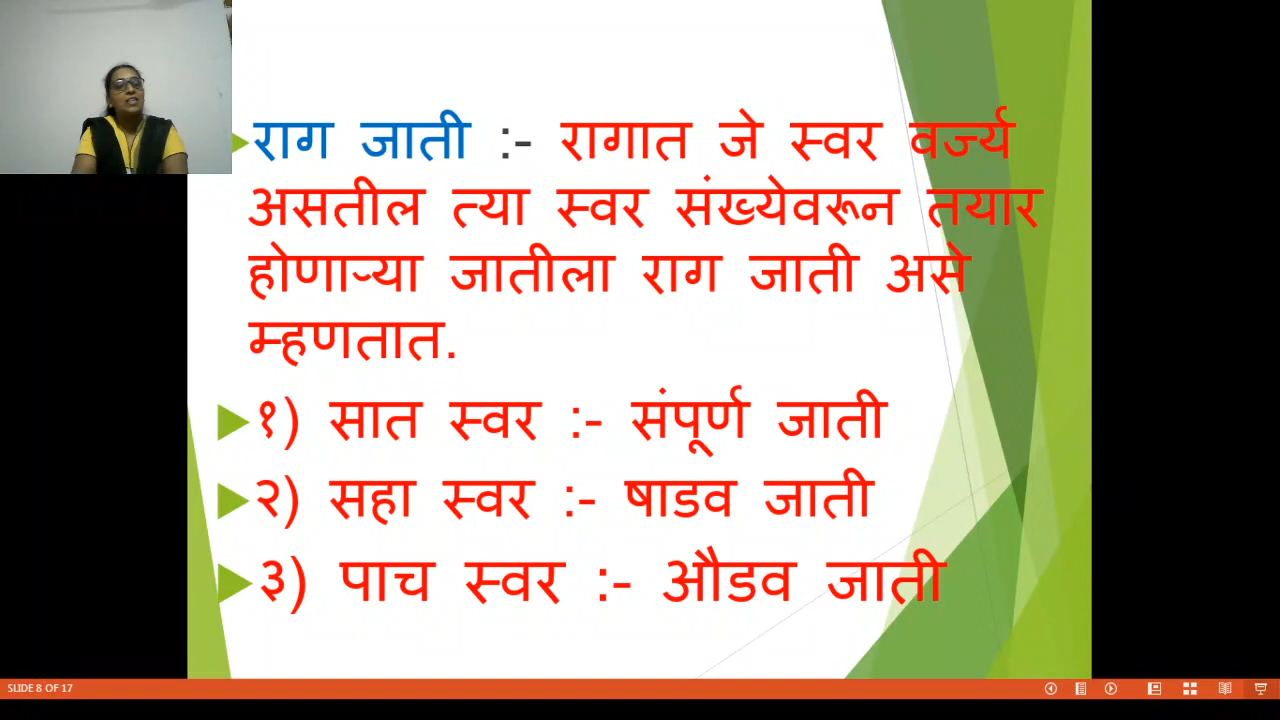 राग जाती :- रागात जे स्वर वर्ज्य
असतील त्या स्वर संख्येवरून तयार
होणाऱ्या जातीला राग जाती असे
म्हणतात.
१) सात स्वर :- संपूर्ण जाती
२) सहा स्वर :- षाडव जाती
३) पाच स्वर :- औडव जाती
SLIDE 8 OF 17